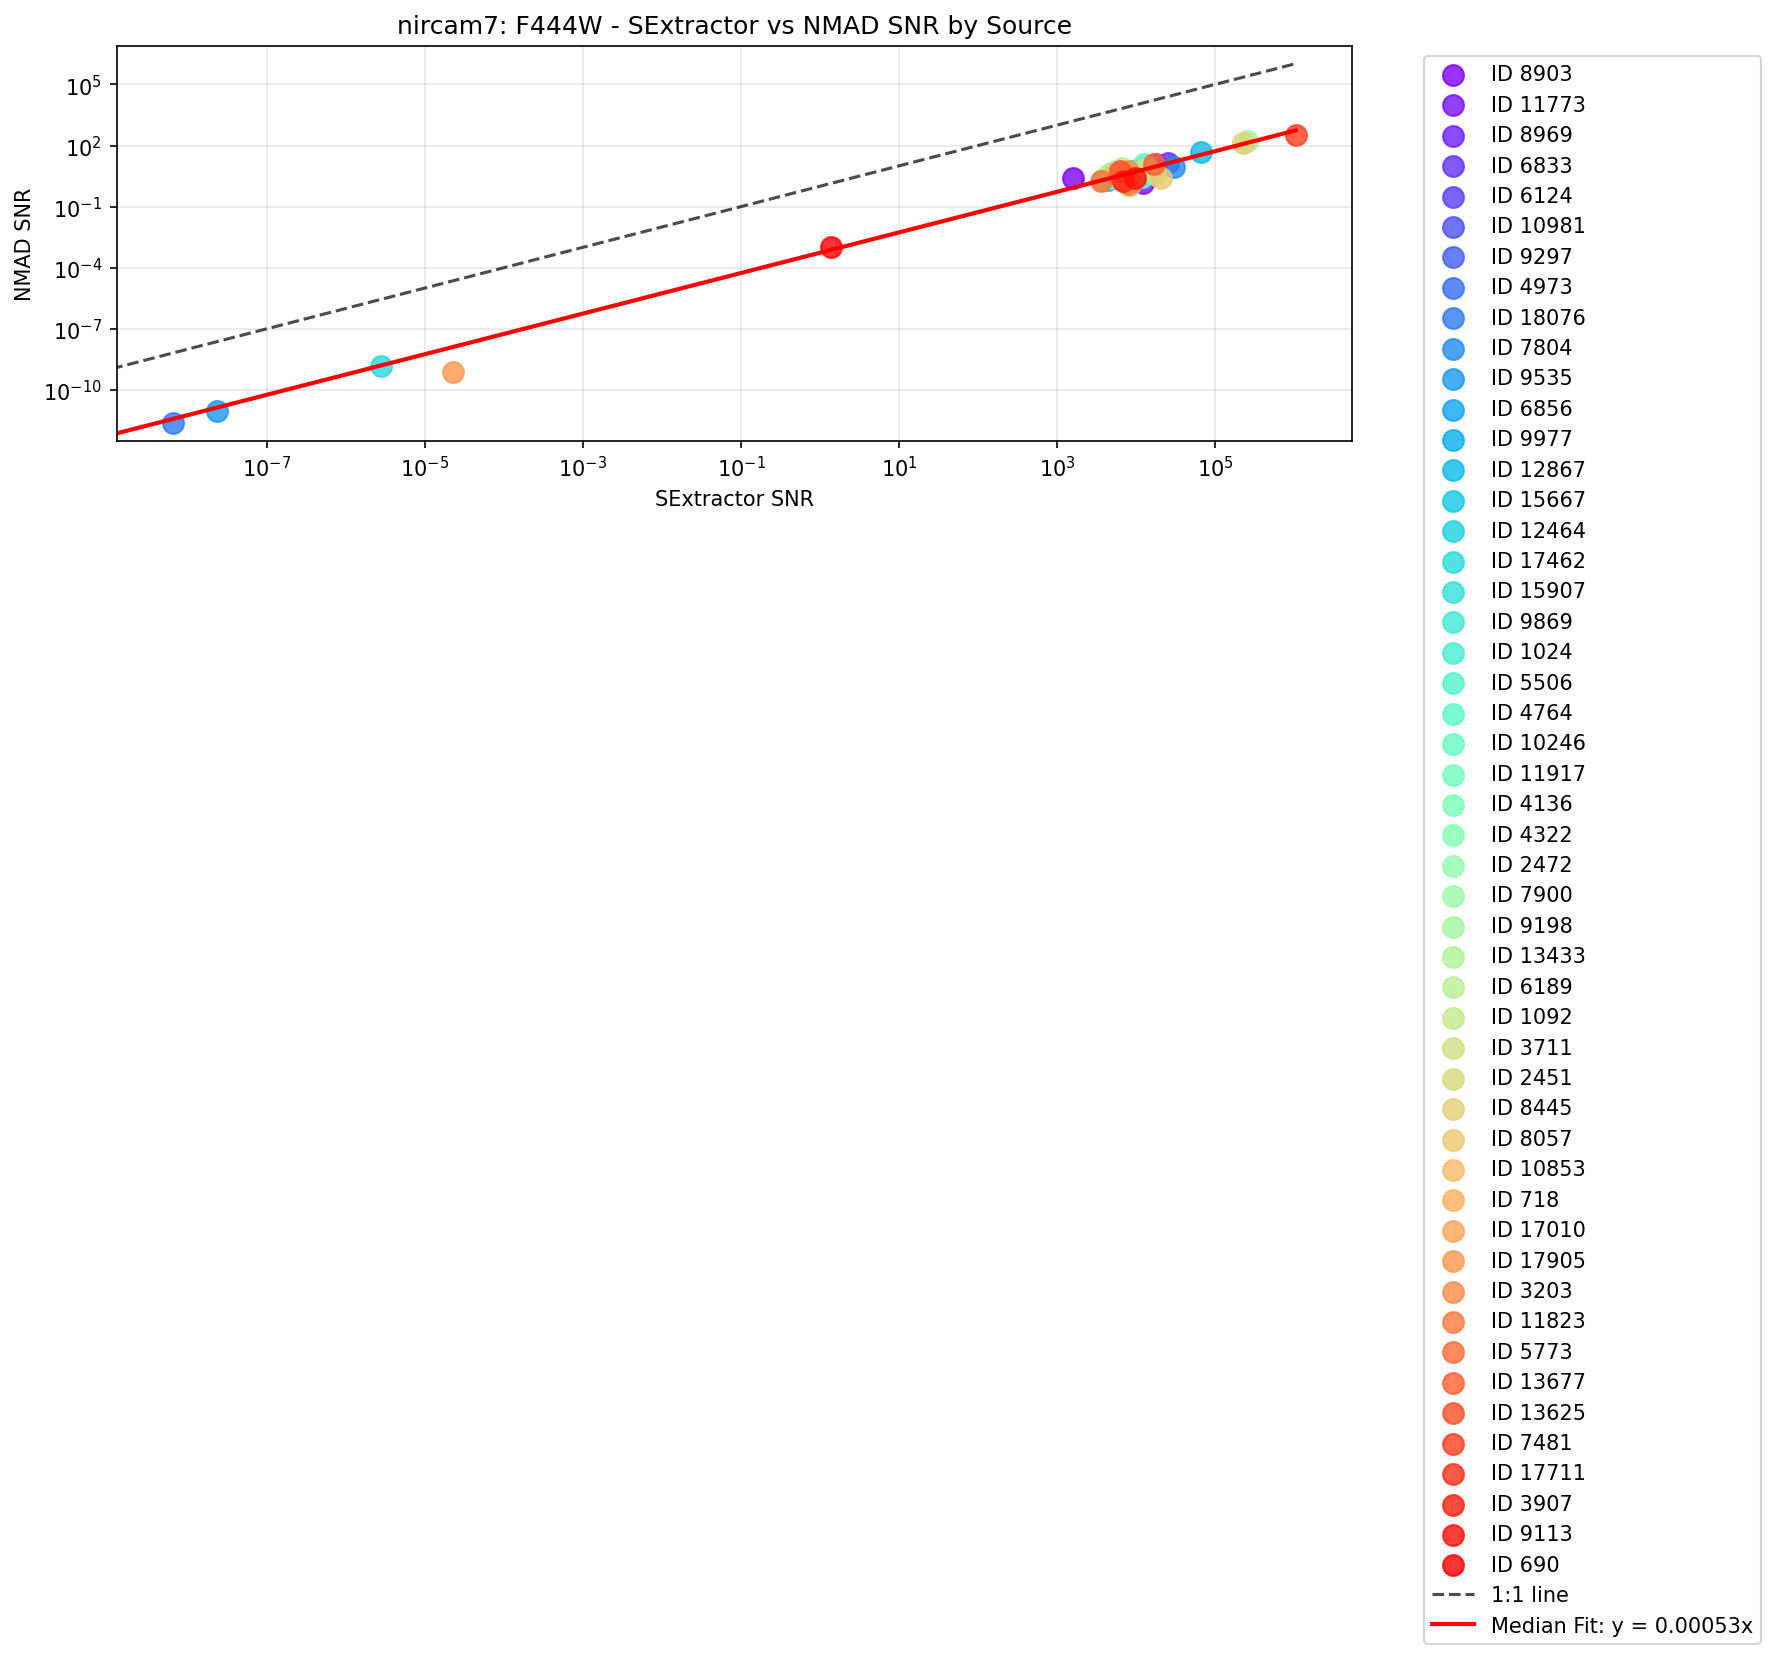 nircam7: F444W - SExtractor vs NMAD SNR by Source
NMAD SNR
10^5
10^2
10^−1
10^−4
10^−7
10^−10
10^−7
10^−5
10^−3
10^−1
10^1
10^3
10^5
SExtractor SNR
ID 8903
ID 11773
ID 8969
ID 6833
ID 6124
ID 10981
ID 9297
ID 4973
ID 18076
ID 7804
ID 9535
ID 6856
ID 9977
ID 12867
ID 15667
ID 12464
ID 17462
ID 15907
ID 9869
ID 1024
ID 5506
ID 4764
ID 10246
ID 11917
ID 4136
ID 4322
ID 2472
ID 7900
ID 9198
ID 13433
ID 6189
ID 1092
ID 3711
ID 2451
ID 8445
ID 8057
ID 10853
ID 718
ID 17010
ID 17905
ID 3203
ID 11823
ID 5773
ID 13677
ID 13625
ID 7481
ID 17711
ID 3907
ID 9113
ID 690
1:1 line
Median Fit: y = 0.00053x